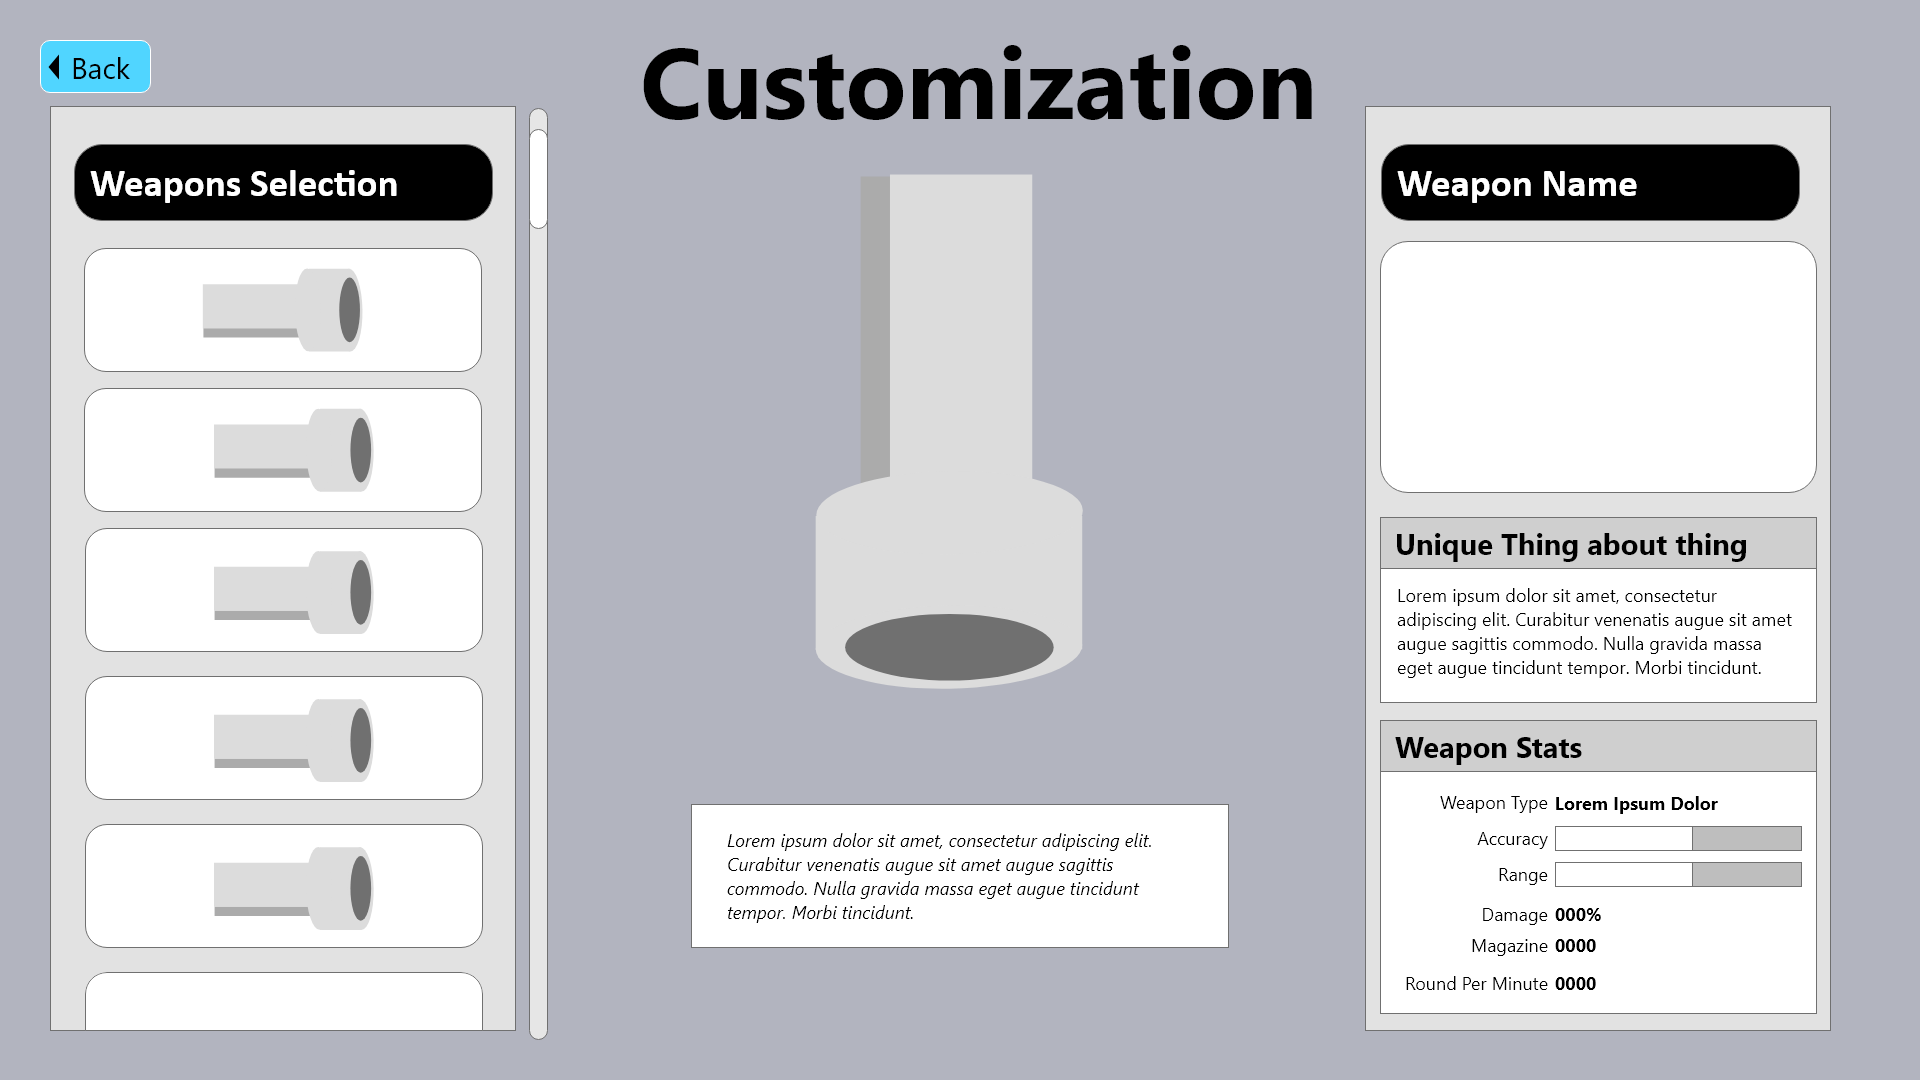 Back
Customization
Weapons Selection
Weapon Name
Unique Thing about thing
Lorem ipsum dolor sit amet, consectetur
adipiscing elit. Curabitur venenatis augue sit amet
augue sagittis commodo. Nulla gravida massa
eget augue tincidunt tempor. Morbi tincidunt.
Weapon Stats
Weapon Type Lorem Ipsum Dolor
Accuracy
Range
Damage 000%
Magazine 0000
Round Per Minute 0000
Lorem ipsum dolor sit amet, consectetur adipiscing elit.
Curabitur venenatis augue sit amet augue sagittis
commodo. Nulla gravida massa eget augue tincidunt
tempor. Morbi tincidunt.